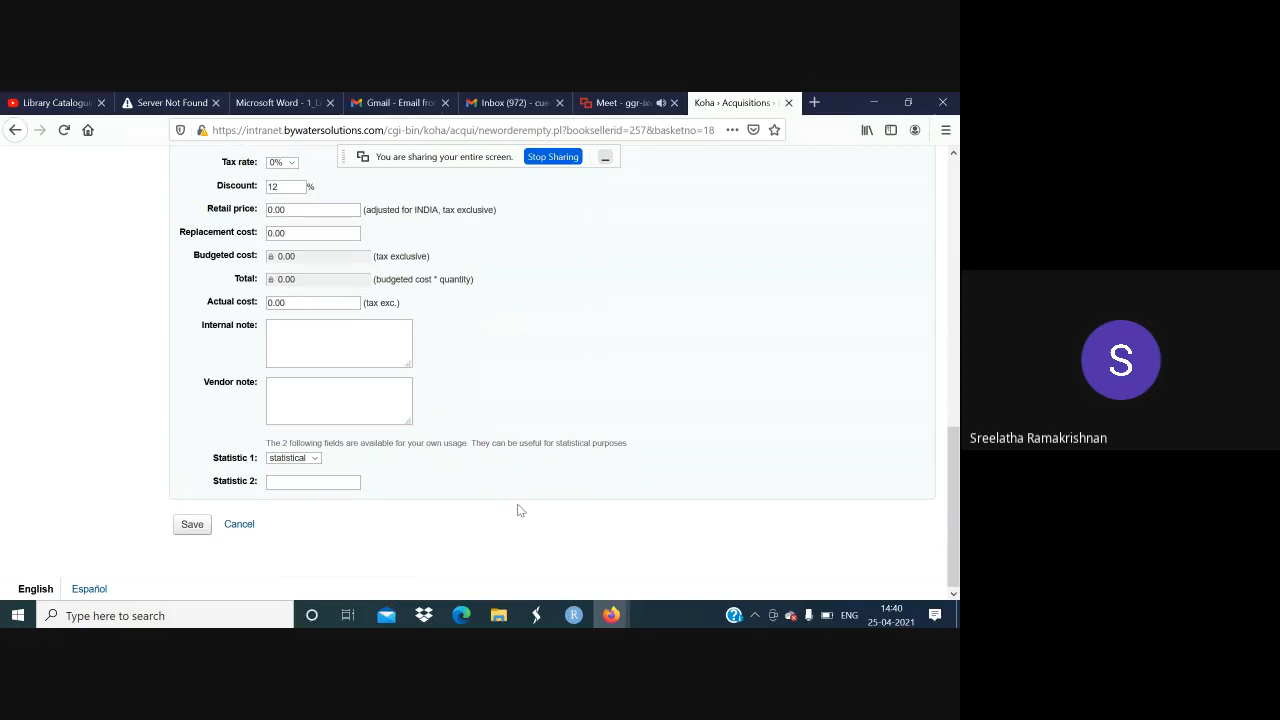 Library Catalogu
Server Not Found
Microsoft Word - 1_L
Gmail - Email fro
Inbox (972) - cue
Meet - ggr-ix
Koha › Acquisitions ›
https://intranet.bywatersolutions.com/cgi-bin/koha/acqui/neworderempty.pl?booksellerid=257&basketno=18
You are sharing your entire screen.
Stop Sharing
Tax rate: 0%
Discount: 12 %
Retail price: 0.00 (adjusted for INDIA, tax exclusive)
Replacement cost: 0.00
Budgeted cost: 0.00 (tax exclusive)
Total: 0.00 (budgeted cost * quantity)
Actual cost: 0.00 (tax exc.)
Internal note:
Vendor note:
The 2 following fields are available for your own usage They can be useful for statistical purposes
Statistic 1: statistical
Statistic 2:
Save Cancel
English Español
S
Sreelatha Ramakrishnan
Type here to search
R
ENG
14:40
25-04-2021